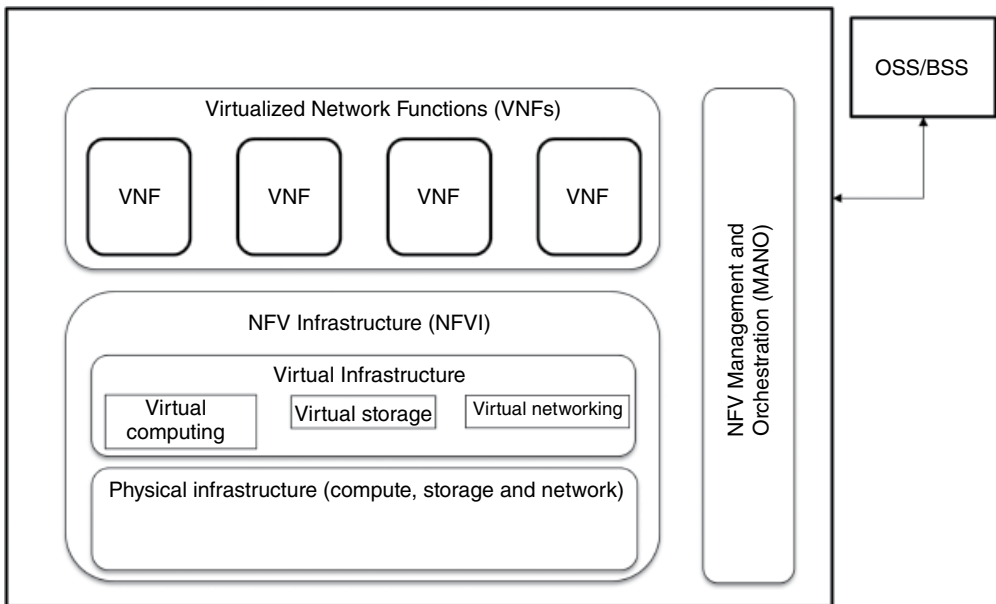 OSS/BSS
Virtualized Network Functions (VNFs)
VNF
VNF
VNF
VNF
NFV Infrastructure (NFVI)
Virtual Infrastructure
Virtual
computing
Virtual storage
Virtual networking
Physical infrastructure (compute, storage and network)
NFV Management and
Orchestration (MANO)